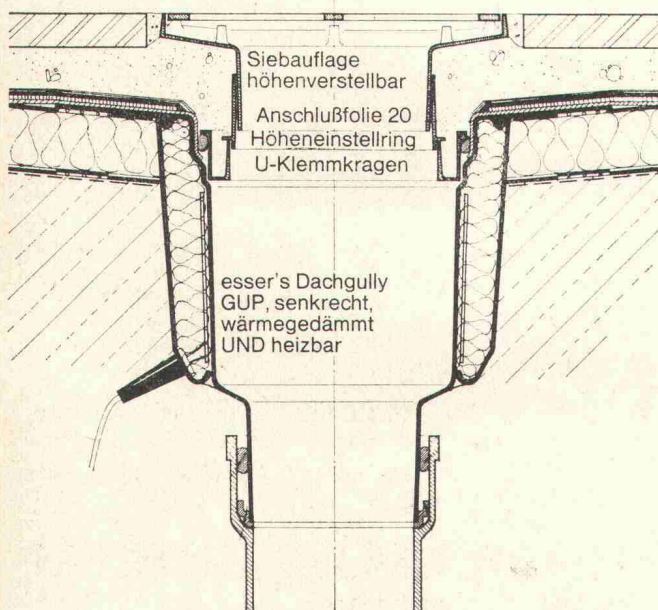 Siebauflage
höhenverstellbar
Anschlußfolie 20
Höheneinstellring
U-Klemmkragen
esser's Dachgully
GUP, senkrecht,
wärmegedämmt
UND heizbar